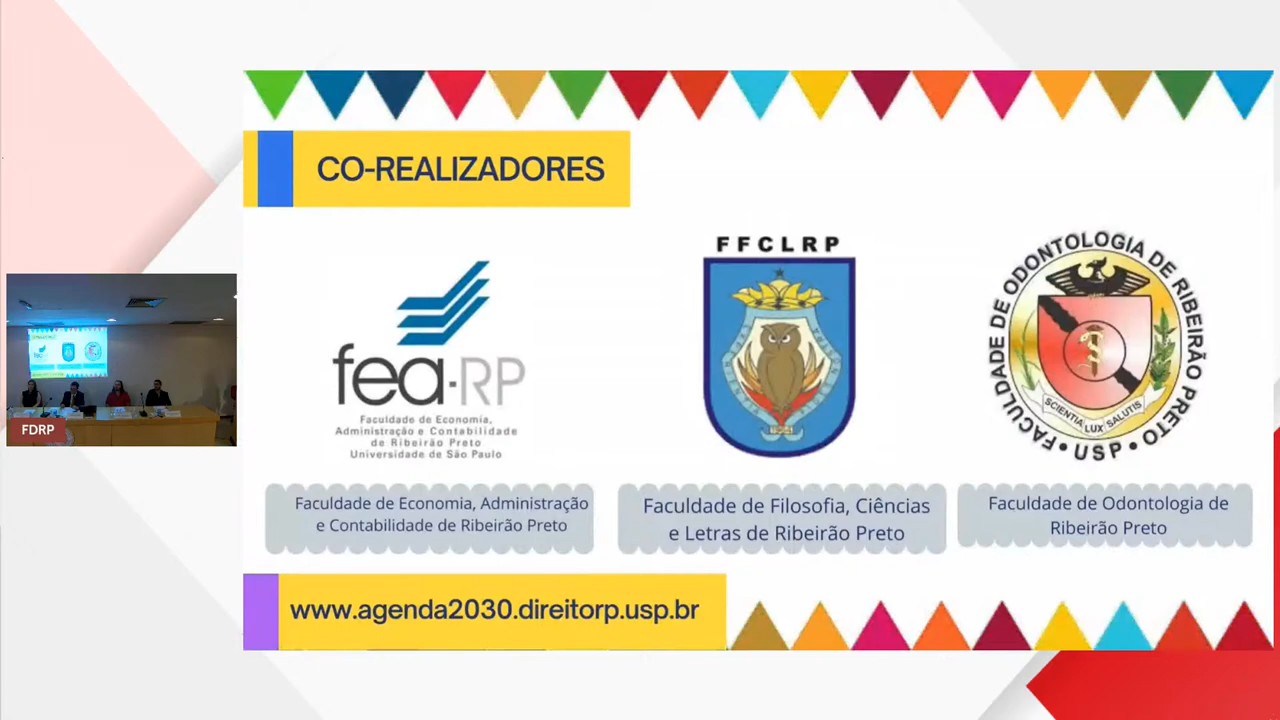 CO-REALIZADORES
fea-RP
Faculdade de Economia,
Administração e Contabilidade
de Ribeirão Preto
Universidade de São Paulo
FFCLRP
FACULDADE DE ODONTOLOGIA DE RIBEIRÃO PRETO
• USP •
SCIENTIA LUX SALUTIS
Faculdade de Economia, Administração
e Contabilidade de Ribeirão Preto
Faculdade de Filosofia, Ciências
e Letras de Ribeirão Preto
Faculdade de Odontologia de
Ribeirão Preto
FDRP
www.agenda2030.direitorp.usp.br